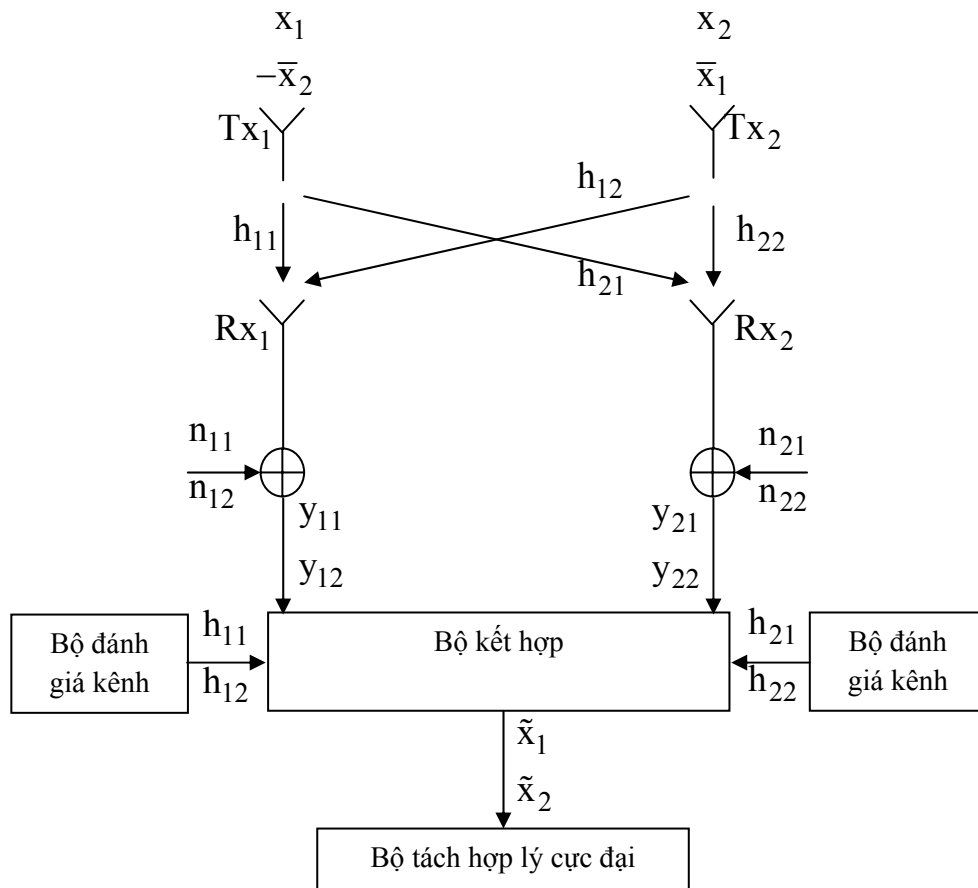 x₁ x₂
−x̄₂ x̄₁
Tx₁ Tx₂
h₁₂
h₁₁ h₂₂
h₂₁
Rx₁ Rx₂
n₁₁ n₂₁
n₁₂ n₂₂
y₁₁ y₂₁
y₁₂ y₂₂
Bộ đánh
giá kênh
h₁₁
h₁₂
Bộ kết hợp
h₂₁
h₂₂
Bộ đánh
giá kênh
x̃₁
x̃₂
Bộ tách hợp lý cực đại